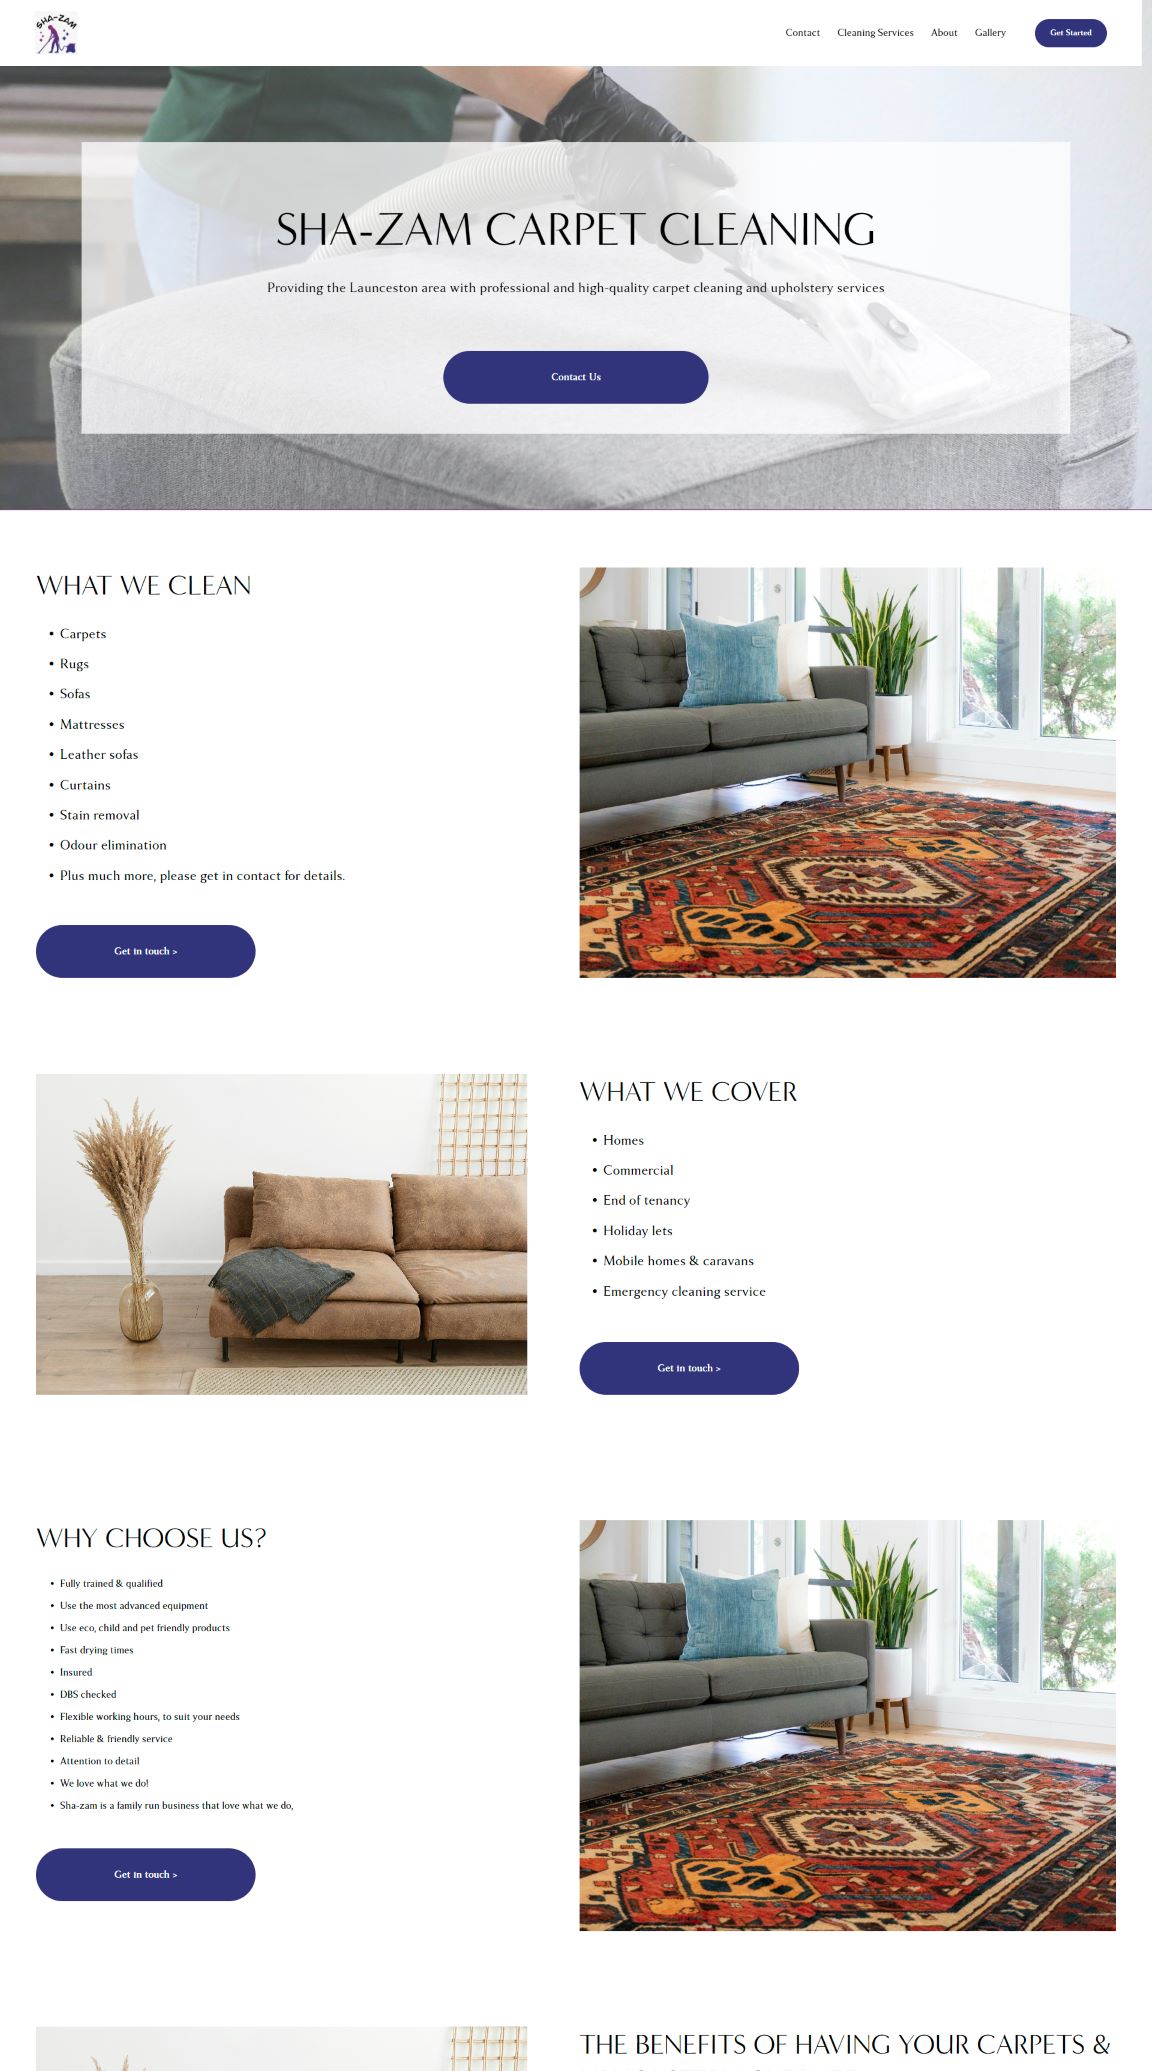 SHA-ZAM
Contact
Cleaning Services
About
Gallery
Get Started
SHA-ZAM CARPET CLEANING
Providing the Launceston area with professional and high-quality carpet cleaning and upholstery services
Contact Us
WHAT WE CLEAN
• Carpets
• Rugs
• Sofas
• Mattresses
• Leather sofas
• Curtains
• Stain removal
• Odour elimination
• Plus much more, please get in contact for details.
Get in touch >
WHAT WE COVER
• Homes
• Commercial
• End of tenancy
• Holiday lets
• Mobile homes & caravans
• Emergency cleaning service
Get in touch >
WHY CHOOSE US?
• Fully trained & qualified
• Use the most advanced equipment
• Use eco, child and pet friendly products
• Fast drying times
• Insured
• DBS checked
• Flexible working hours, to suit your needs
• Reliable & friendly service
• Attention to detail
• We love what we do!
• Sha-zam is a family run business that love what we do,
Get in touch >
THE BENEFITS OF HAVING YOUR CARPETS &